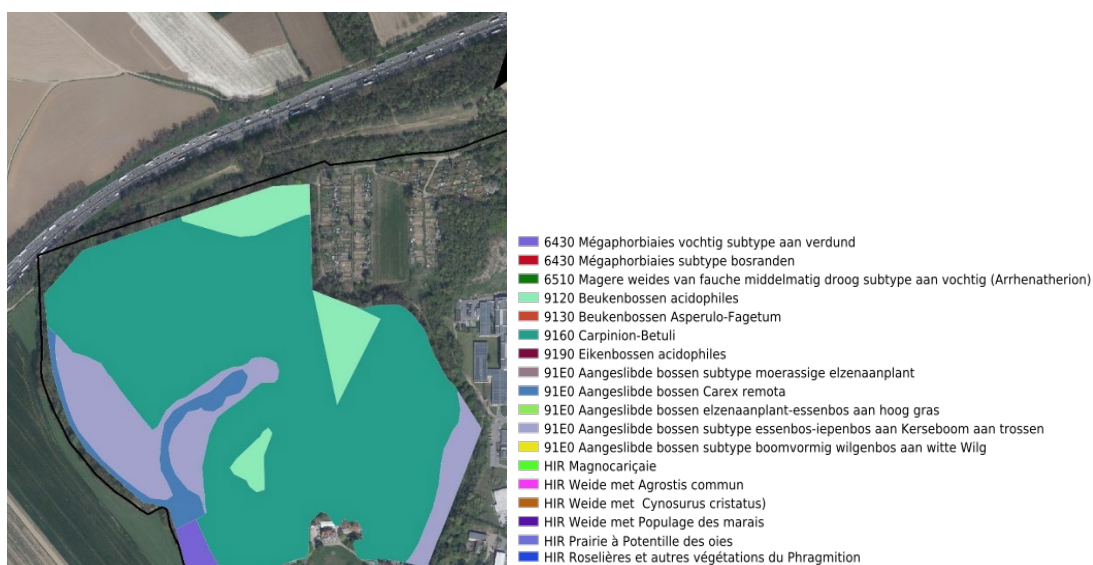 6430 Mégaphorbiaies vochtig subtype aan verdund
6430 Mégaphorbiaies subtype bosranden
6510 Magere weides van fauche middelmatig droog subtype aan vochtig (Arrhenatherion)
9120 Beukenbossen acidophiles
9130 Beukenbossen Asperulo-Fagetum
9160 Carpinion-Betuli
9190 Eikenbossen acidophiles
91E0 Aangeslibde bossen subtype moerassige elzenaanplant
91E0 Aangeslibde bossen Carex remota
91E0 Aangeslibde bossen elzenaanplant-essenbos aan hoog gras
91E0 Aangeslibde bossen subtype essenbos-iepenbos aan Kerseboom aan trossen
91E0 Aangeslibde bossen subtype boomvormig wilgenbos aan witte Wilg
HIR Magnocariçaie
HIR Weide met Agrostis commun
HIR Weide met  Cynosurus cristatus)
HIR Weide met Populage des marais
HIR Prairie à Potentille des oies
HIR Roselières et autres végétations du Phragmition